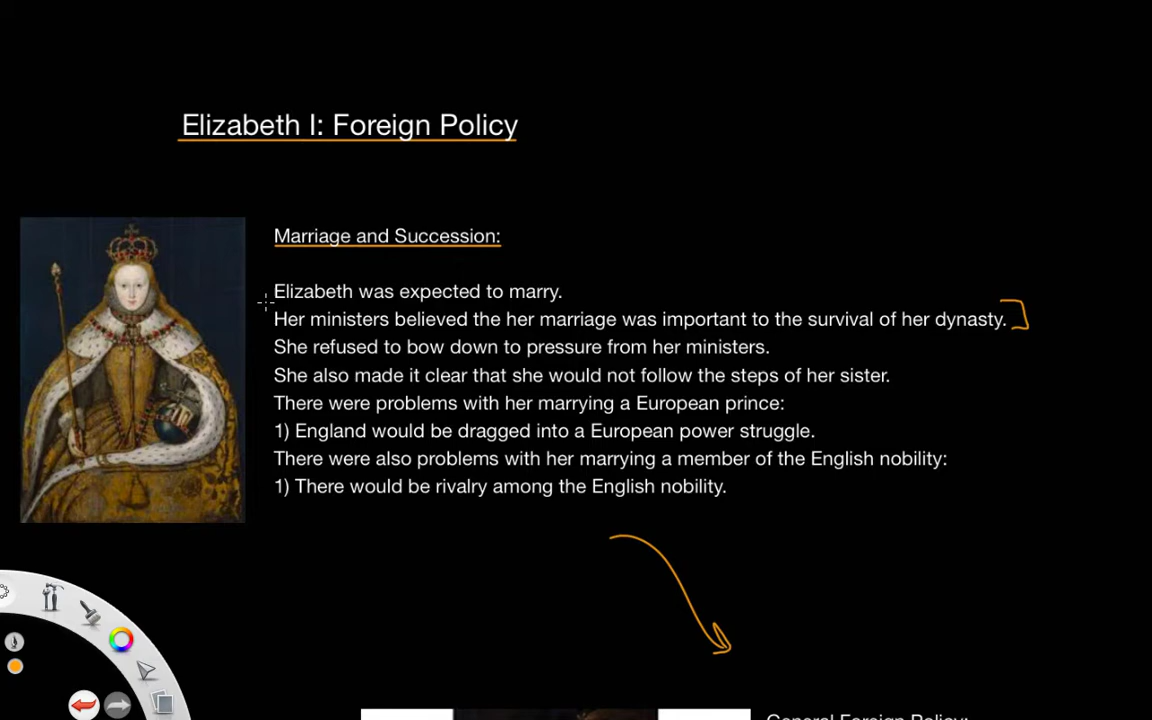 Elizabeth I: Foreign Policy
Marriage and Succession:
Elizabeth was expected to marry.
Her ministers believed the her marriage was important to the survival of her dynasty.
She refused to bow down to pressure from her ministers.
She also made it clear that she would not follow the steps of her sister.
There were problems with her marrying a European prince:
1) England would be dragged into a European power struggle.
There were also problems with her marrying a member of the English nobility:
1) There would be rivalry among the English nobility.
General Foreign Policy: